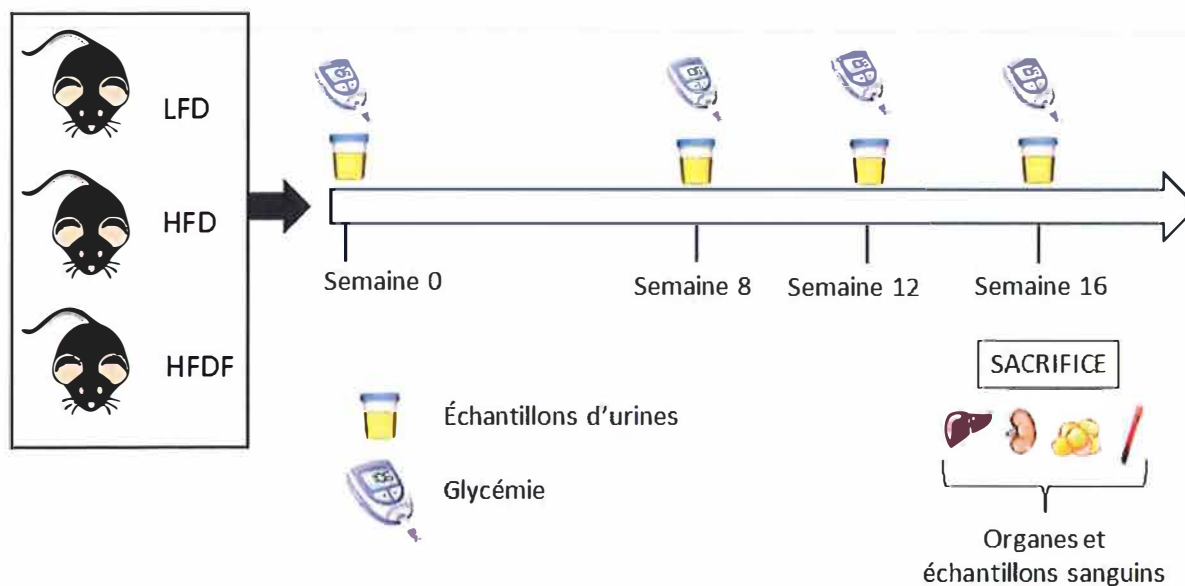 LFD
HFD
HFDF
Semaine 0
Semaine 8
Semaine 12
Semaine 16
SACRIFICE
Échantillons d'urines
Glycémie
Organes et
échantillons sanguins